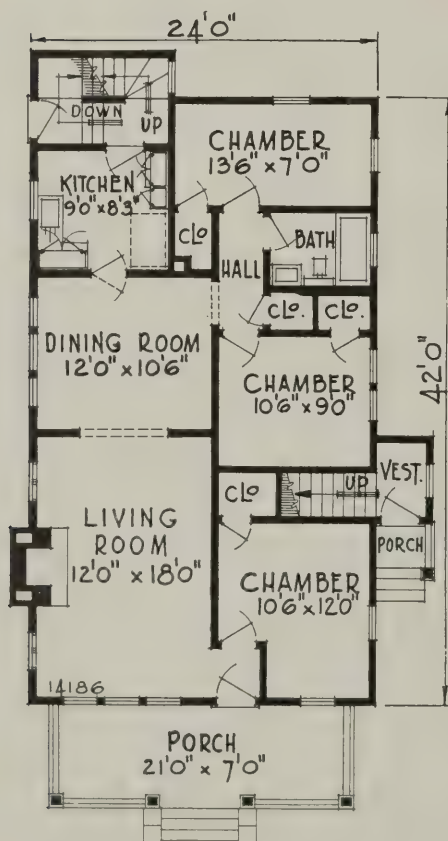 24'0"
DOWN
UP
CHAMBER
13'6" x 7'0"
KITCHEN
9'0" x 8'3"
CLO
HALL
BATH
CLO.
CLO.
DINING ROOM
12'0" x 10'6"
42'0"
CHAMBER
10'6" x 9'0"
CLO
UP
VEST.
PORCH
LIVING
ROOM
12'0" x 18'0"
CHAMBER
10'6" x 12'0"
14186
PORCH
21'0" x 7'0"